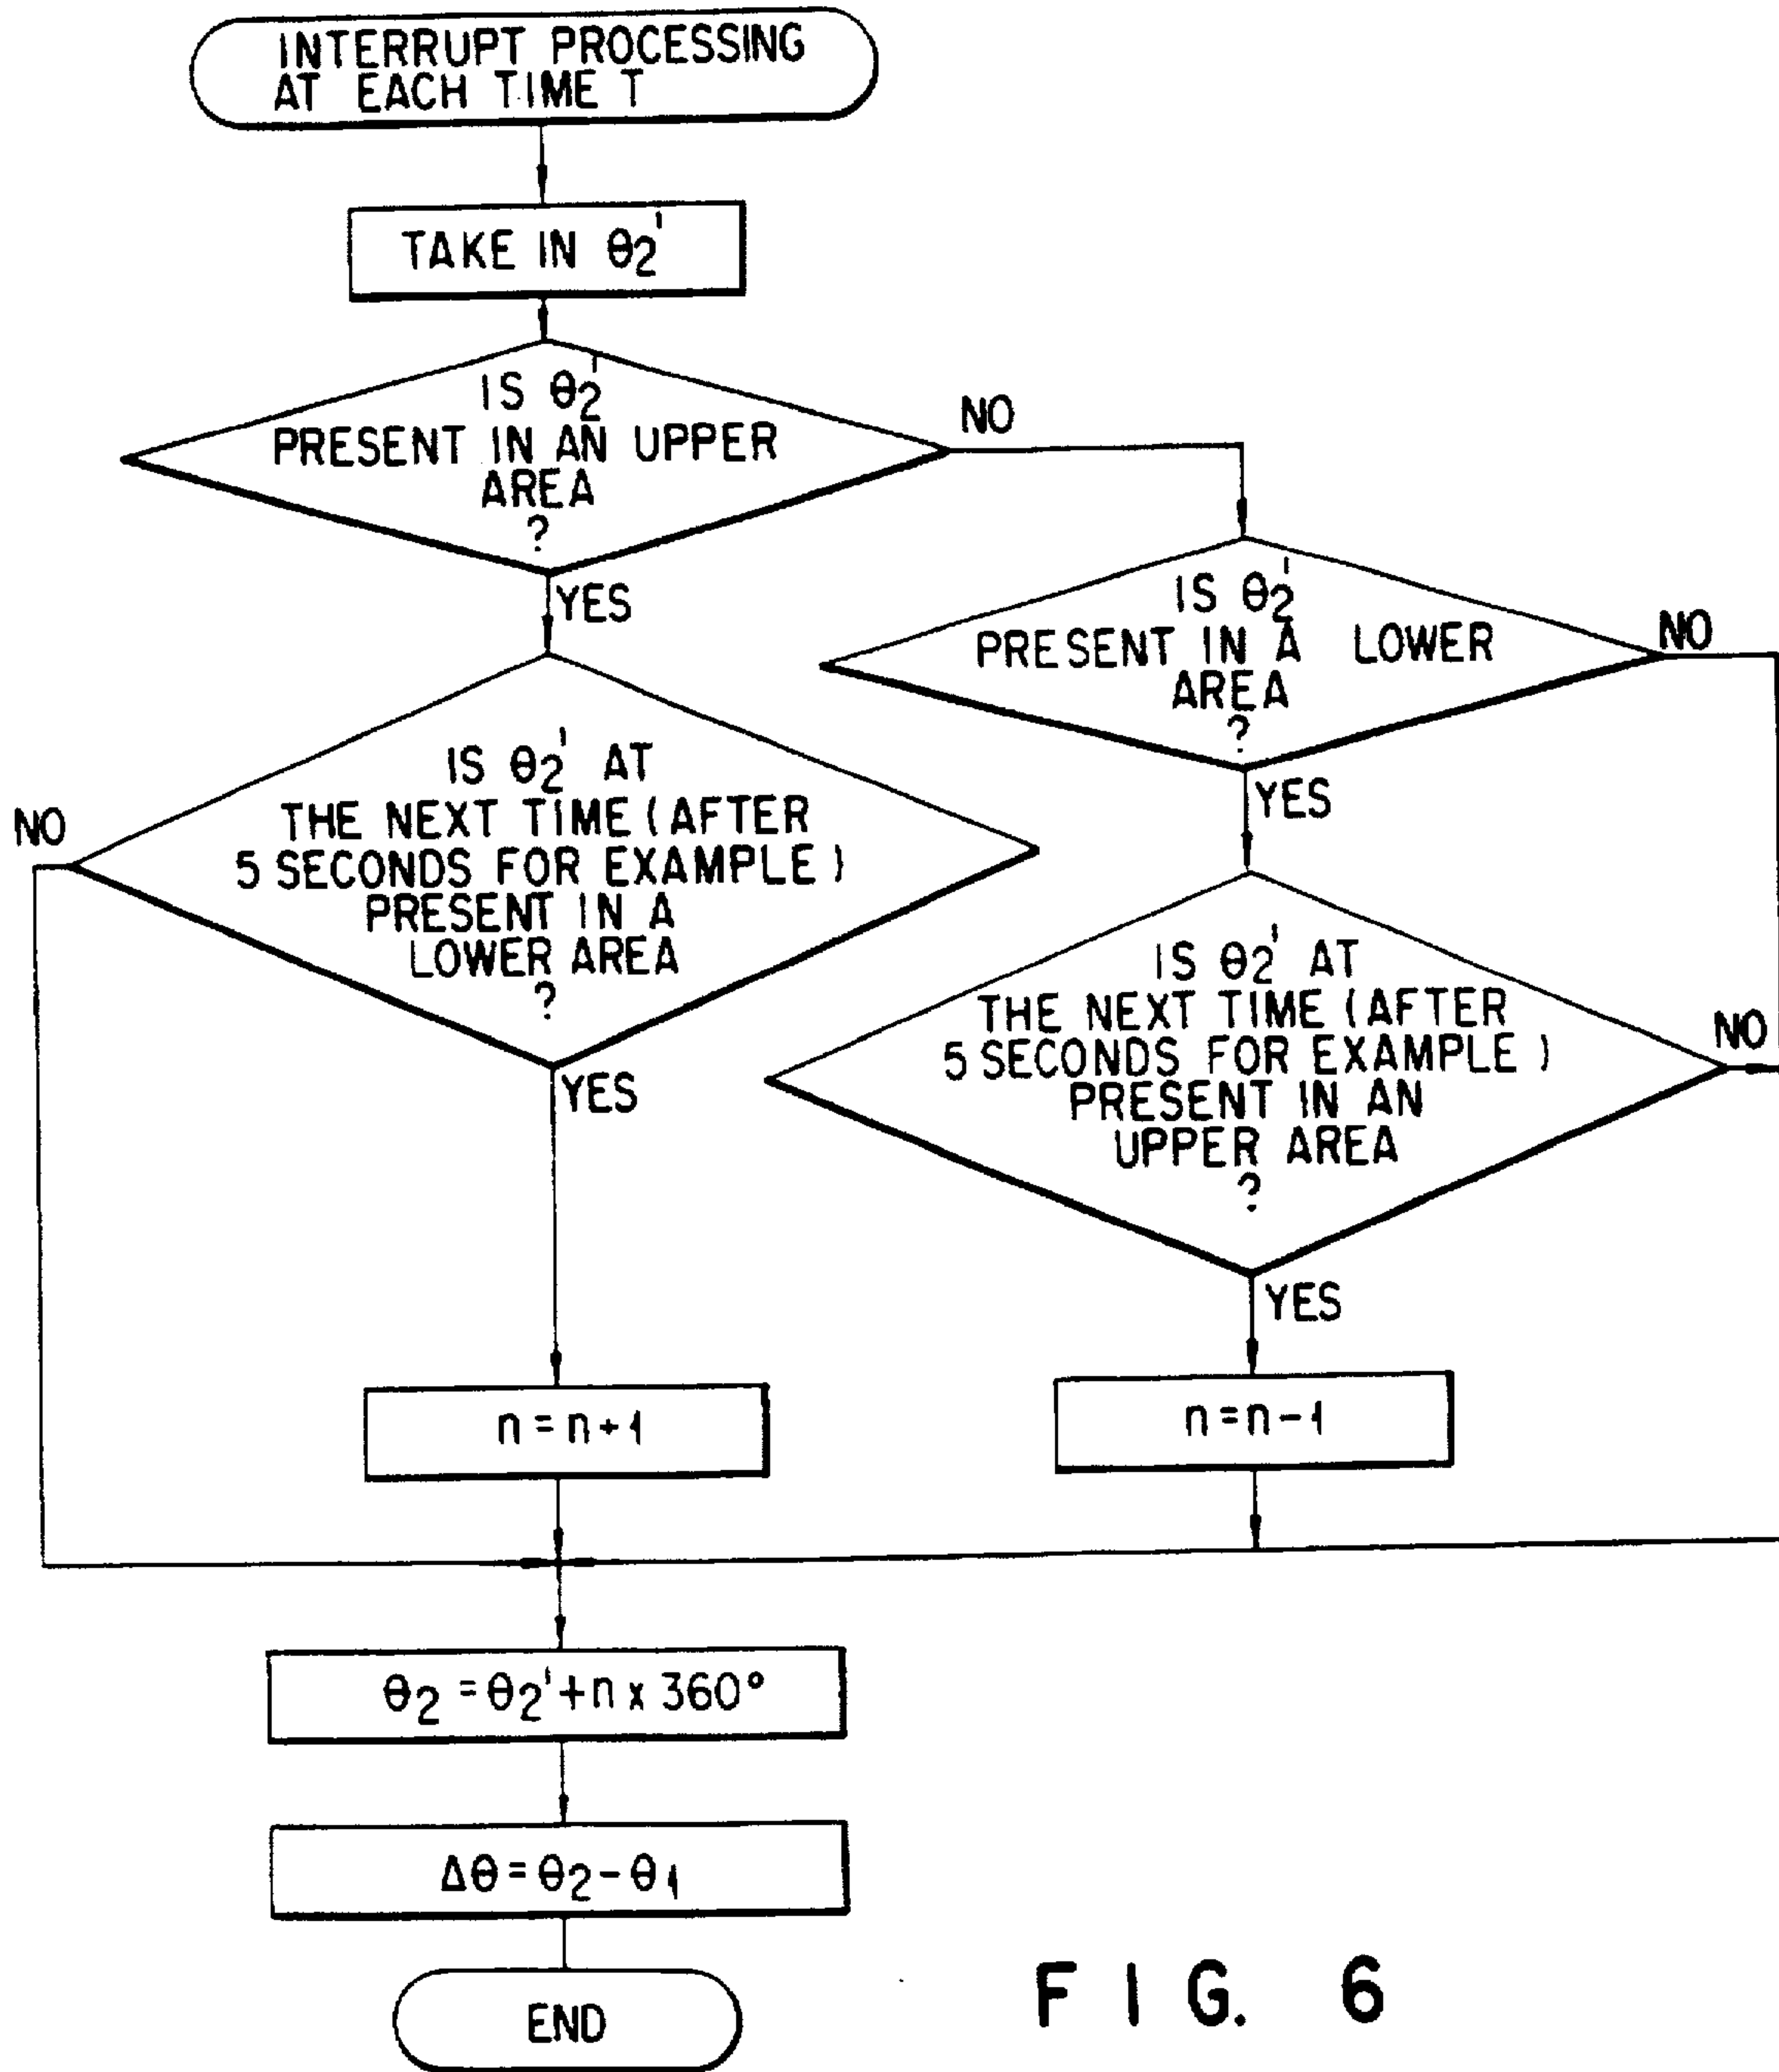 INTERRUPT PROCESSING
AT EACH TIME T
TAKE IN θ2'
IS θ2'
PRESENT IN AN UPPER
AREA
?
NO
YES
IS θ2'
PRESENT IN A LOWER
AREA
?
NO
YES
IS θ2' AT
THE NEXT TIME (AFTER
5 SECONDS FOR EXAMPLE)
PRESENT IN A
LOWER AREA
?
NO
YES
IS θ2' AT
THE NEXT TIME (AFTER
5 SECONDS FOR EXAMPLE)
PRESENT IN AN
UPPER AREA
?
NO
YES
n=n+1
n=n-1
θ2=θ2'+n x 360°
Δθ=θ2-θ1
END
FIG. 6